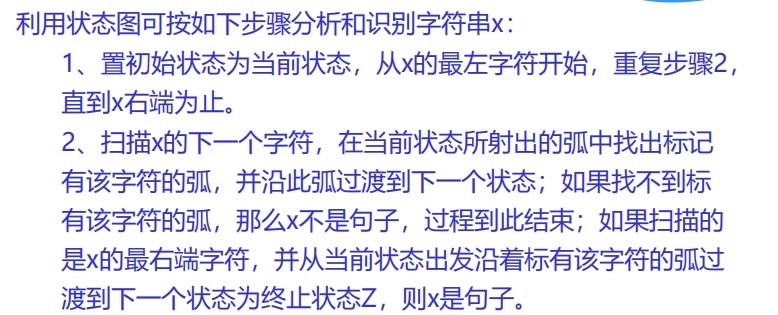 利用状态图可按如下步骤分析和识别字符串x：
1、置初始状态为当前状态，从x的最左字符开始，重复步骤2，
直到x右端为止。
2、扫描x的下一个字符，在当前状态所射出的弧中找出标记
有该字符的弧，并沿此弧过渡到下一个状态；如果找不到标
有该字符的弧，那么x不是句子，过程到此结束；如果扫描的
是x的最右端字符，并从当前状态出发沿着标有该字符的弧过
渡到下一个状态为终止状态Z，则x是句子。